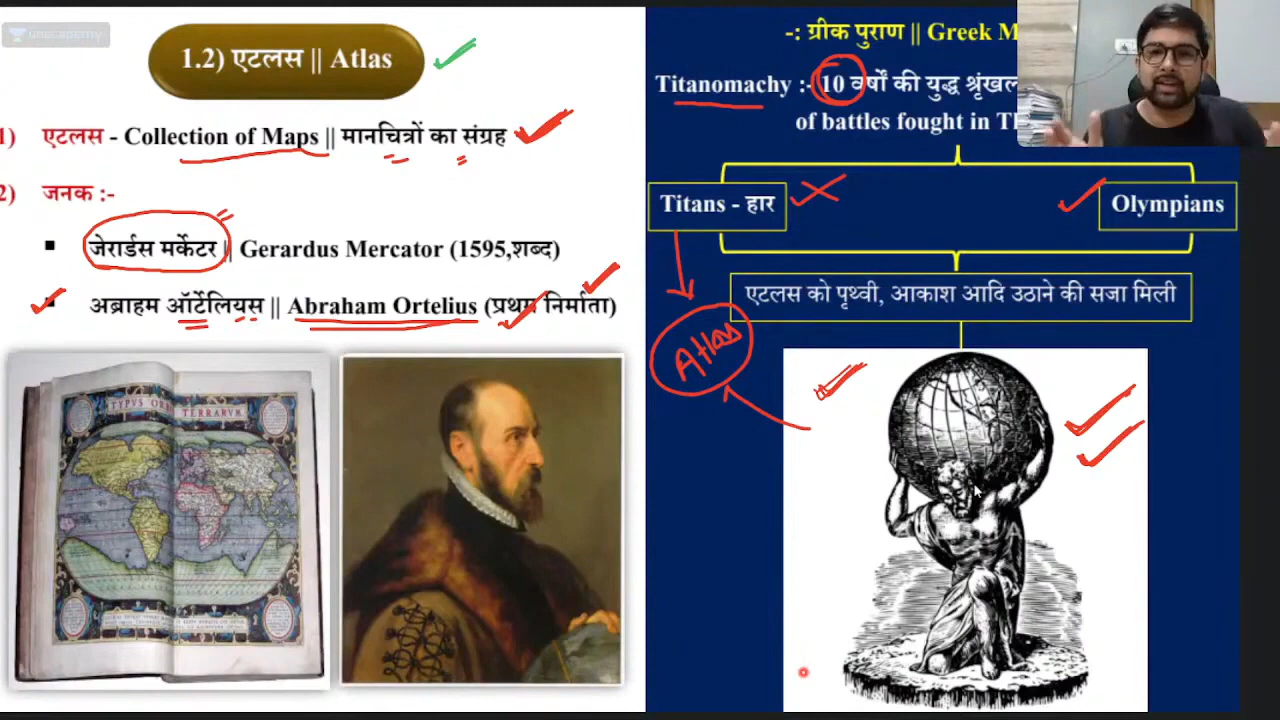 unacademy
1.2) एटलस || Atlas
1) एटलस - Collection of Maps || मानचित्रों का संग्रह
2) जनक :-
जेरार्डस मर्केटर || Gerardus Mercator (1595,शब्द)
अब्राहम ऑर्टेलियस || Abraham Ortelius (प्रथम निर्माता)
TYPVS ORBIS TERRARVM
-: ग्रीक पुराण || Greek M
Titanomachy :- 10 वर्षों की युद्ध श्रृंखल
of battles fought in Th
Titans - हार
Olympians
एटलस को पृथ्वी, आकाश आदि उठाने की सजा मिली
Atlas